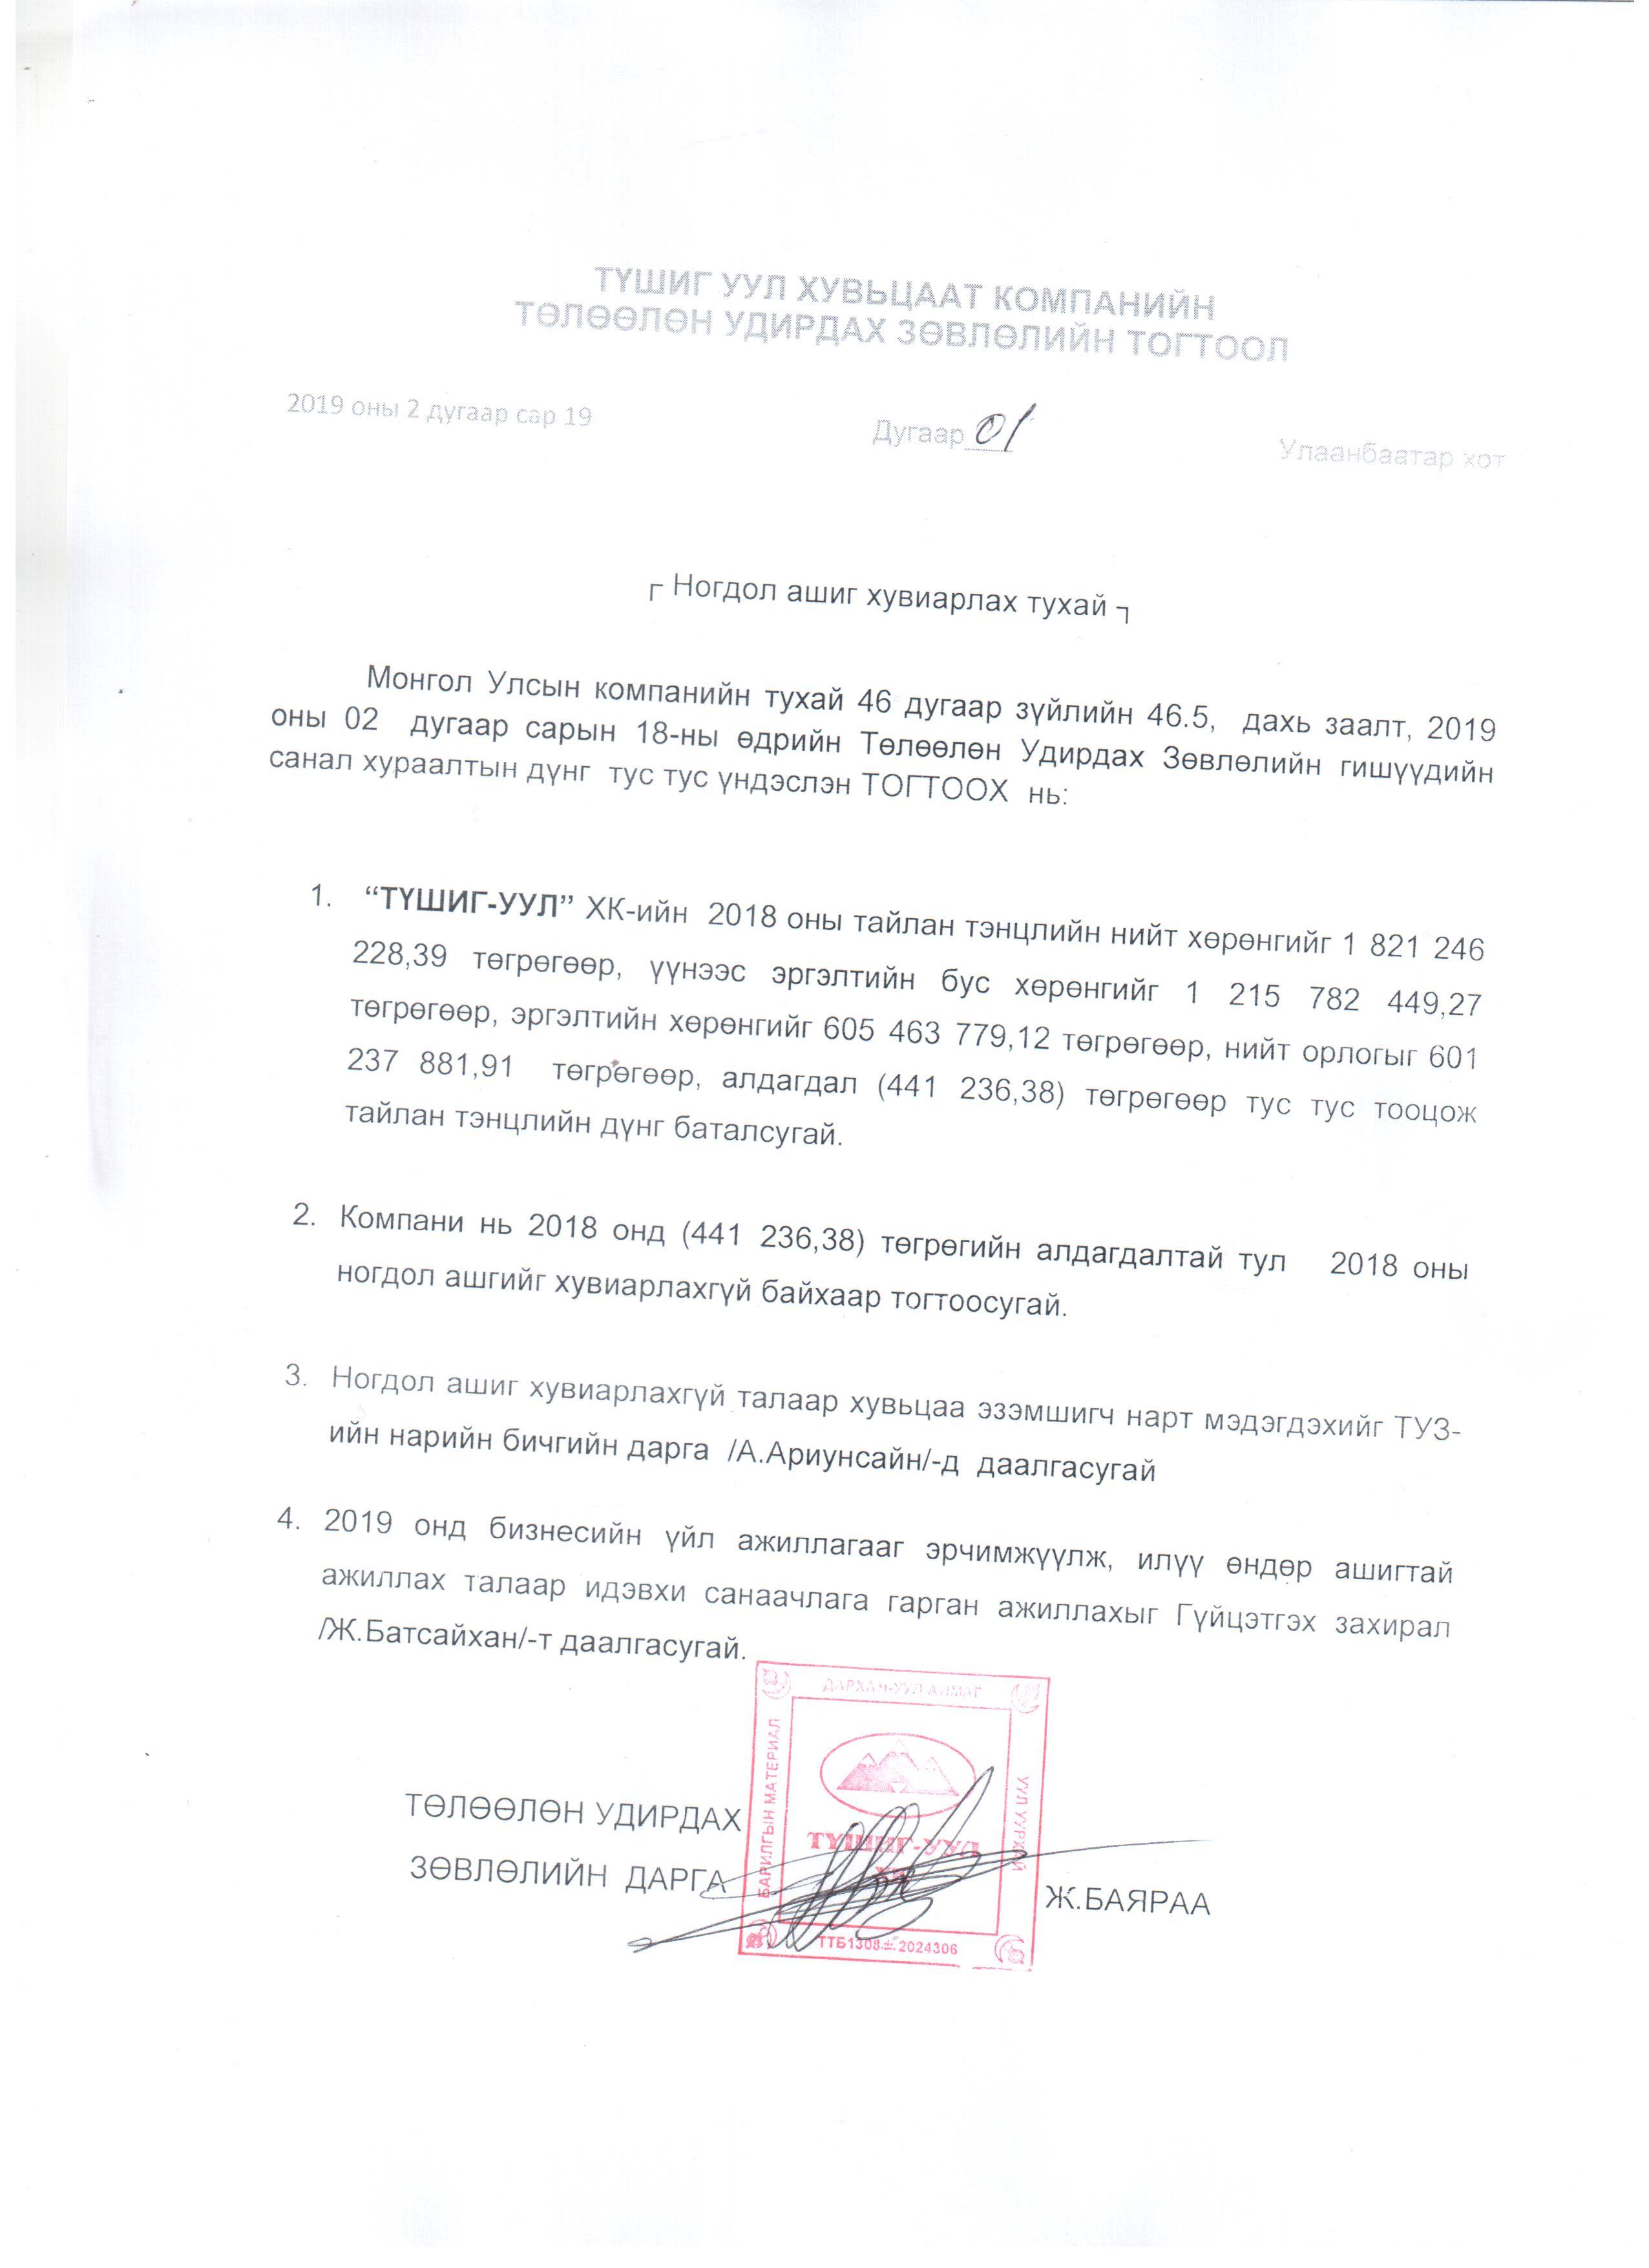 ТҮШИГ УУЛ ХУВЬЦААТ КОМПАНИЙН
ТӨЛӨӨЛӨН УДИРДАХ ЗӨВЛӨЛИЙН ТОГТООЛ
2019 оны 2 дугаар сар 19 Дугаар 01 Улаанбаатар хот
┌ Ногдол ашиг хувиарлах тухай ┐
Монгол Улсын компанийн тухай 46 дугаар зүйлийн 46.5, дахь заалт, 2019
оны 02 дугаар сарын 18-ны өдрийн Төлөөлөн Удирдах Зөвлөлийн гишүүдийн
санал хураалтын дүнг тус тус үндэслэн ТОГТООХ нь:
1. “ТҮШИГ-УУЛ” ХК-ийн 2018 оны тайлан тэнцлийн нийт хөрөнгийг 1 821 246
228,39 төгрөгөөр, үүнээс эргэлтийн бус хөрөнгийг 1 215 782 449,27
төгрөгөөр, эргэлтийн хөрөнгийг 605 463 779,12 төгрөгөөр, нийт орлогыг 601
237 881,91 төгрөгөөр, алдагдал (441 236,38) төгрөгөөр тус тус тооцож
тайлан тэнцлийн дүнг баталсугай.
2. Компани нь 2018 онд (441 236,38) төгрөгийн алдагдалтай тул 2018 оны
ногдол ашгийг хувиарлахгүй байхаар тогтоосугай.
3. Ногдол ашиг хувиарлахгүй талаар хувьцаа эзэмшигч нарт мэдэгдэхийг ТУЗ-
ийн нарийн бичгийн дарга /А.Ариунсайн/-д даалгасугай
4. 2019 онд бизнесийн үйл ажиллагааг эрчимжүүлж, илүү өндөр ашигтай
ажиллах талаар идэвхи санаачлага гарган ажиллахыг Гүйцэтгэх захирал
/Ж.Батсайхан/-т даалгасугай.
ДАРХАН-УУЛ АЙМАГ
БАРИЛГЫН МАТЕРИАЛ
УУЛ УУРХАЙ
ТҮШИГ-УУЛ
2024306
ТӨЛӨӨЛӨН УДИРДАХ
ЗӨВЛӨЛИЙН ДАРГА Ж.БАЯРАА